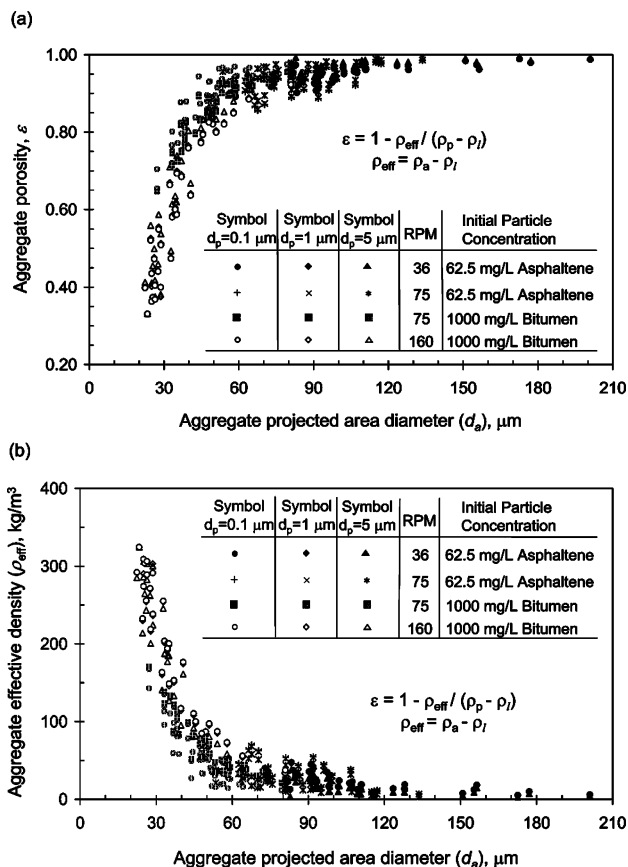 (a)
1.00
0.80
0.60
0.40
0.20
Aggregate porosity, ε
ε = 1 - ρeff / (ρp - ρl)
ρeff = ρa - ρl
Symbol Symbol Symbol RPM Initial Particle
dp=0.1 μm dp=1 μm dp=5 μm Concentration
36 62.5 mg/L Asphaltene
75 62.5 mg/L Asphaltene
75 1000 mg/L Bitumen
160 1000 mg/L Bitumen
0 30 60 90 120 150 180 210
Aggregate projected area diameter (da), μm
(b)
400
300
200
100
0
Aggregate effective density (ρeff), kg/m³
Symbol Symbol Symbol RPM Initial Particle
dp=0.1 μm dp=1 μm dp=5 μm Concentration
36 62.5 mg/L Asphaltene
75 62.5 mg/L Asphaltene
75 1000 mg/L Bitumen
160 1000 mg/L Bitumen
ε = 1 - ρeff / (ρp - ρl)
ρeff = ρa - ρl
0 30 60 90 120 150 180 210
Aggregate projected area diameter (da), μm